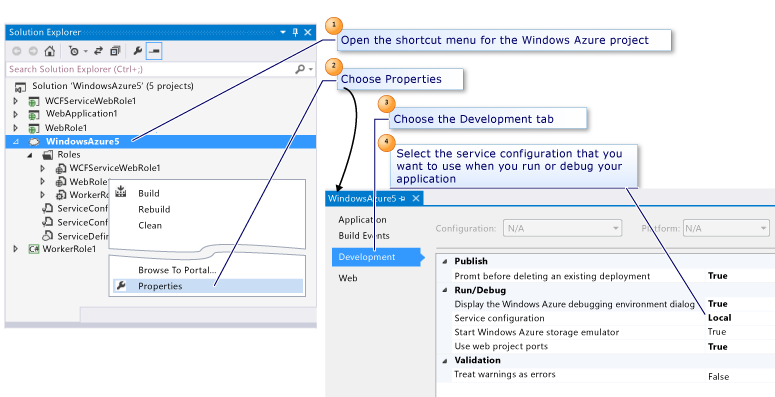 Solution Explorer
Search Solution Explorer (Ctrl+;)
Solution 'WindowsAzure5' (5 projects)
WCFServiceWebRole1
WebApplication1
WebRole1
WindowsAzure5
Roles
WCFServiceWebRole1
WebRole
WorkerRo
ServiceConf
ServiceConf
ServiceDefin
C# WorkerRole1
Build
Rebuild
Clean
Browse To Portal...
Properties
1
Open the shortcut menu for the Windows Azure project
2
Choose Properties
3
Choose the Development tab
4
Select the service configuration that you
want to use when you run or debug your
application
WindowsAzure5
Application
Build Events
Development
Web
Configuration: N/A Platform: N/A
Publish
Promt before deleting an existing deployment True
Run/Debug
Display the Windows Azure debugging environment dialog True
Service configuration Local
Start Windows Azure storage emulator True
Use web project ports True
Validation
Treat warnings as errors False